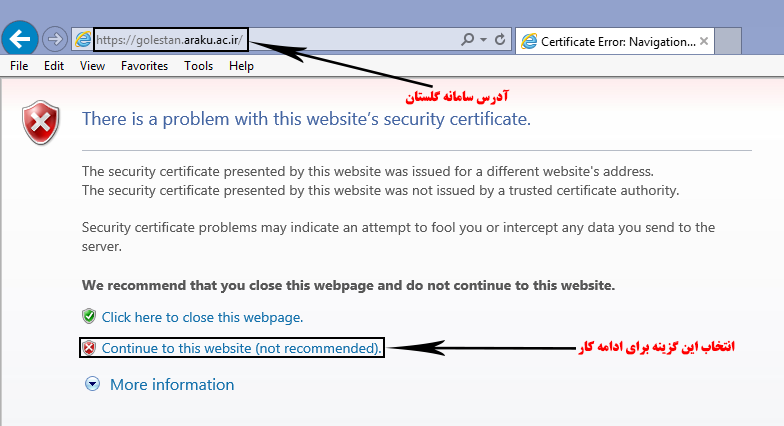 https://golestan.araku.ac.ir/
Certificate Error: Navigation...
File Edit View Favorites Tools Help
آدرس سامانه گلستان
There is a problem with this website's security certificate.
The security certificate presented by this website was issued for a different website's address.
The security certificate presented by this website was not issued by a trusted certificate authority.
Security certificate problems may indicate an attempt to fool you or intercept any data you send to the
server.
We recommend that you close this webpage and do not continue to this website.
Click here to close this webpage.
Continue to this website (not recommended).
انتخاب این گزینه برای ادامه کار
More information